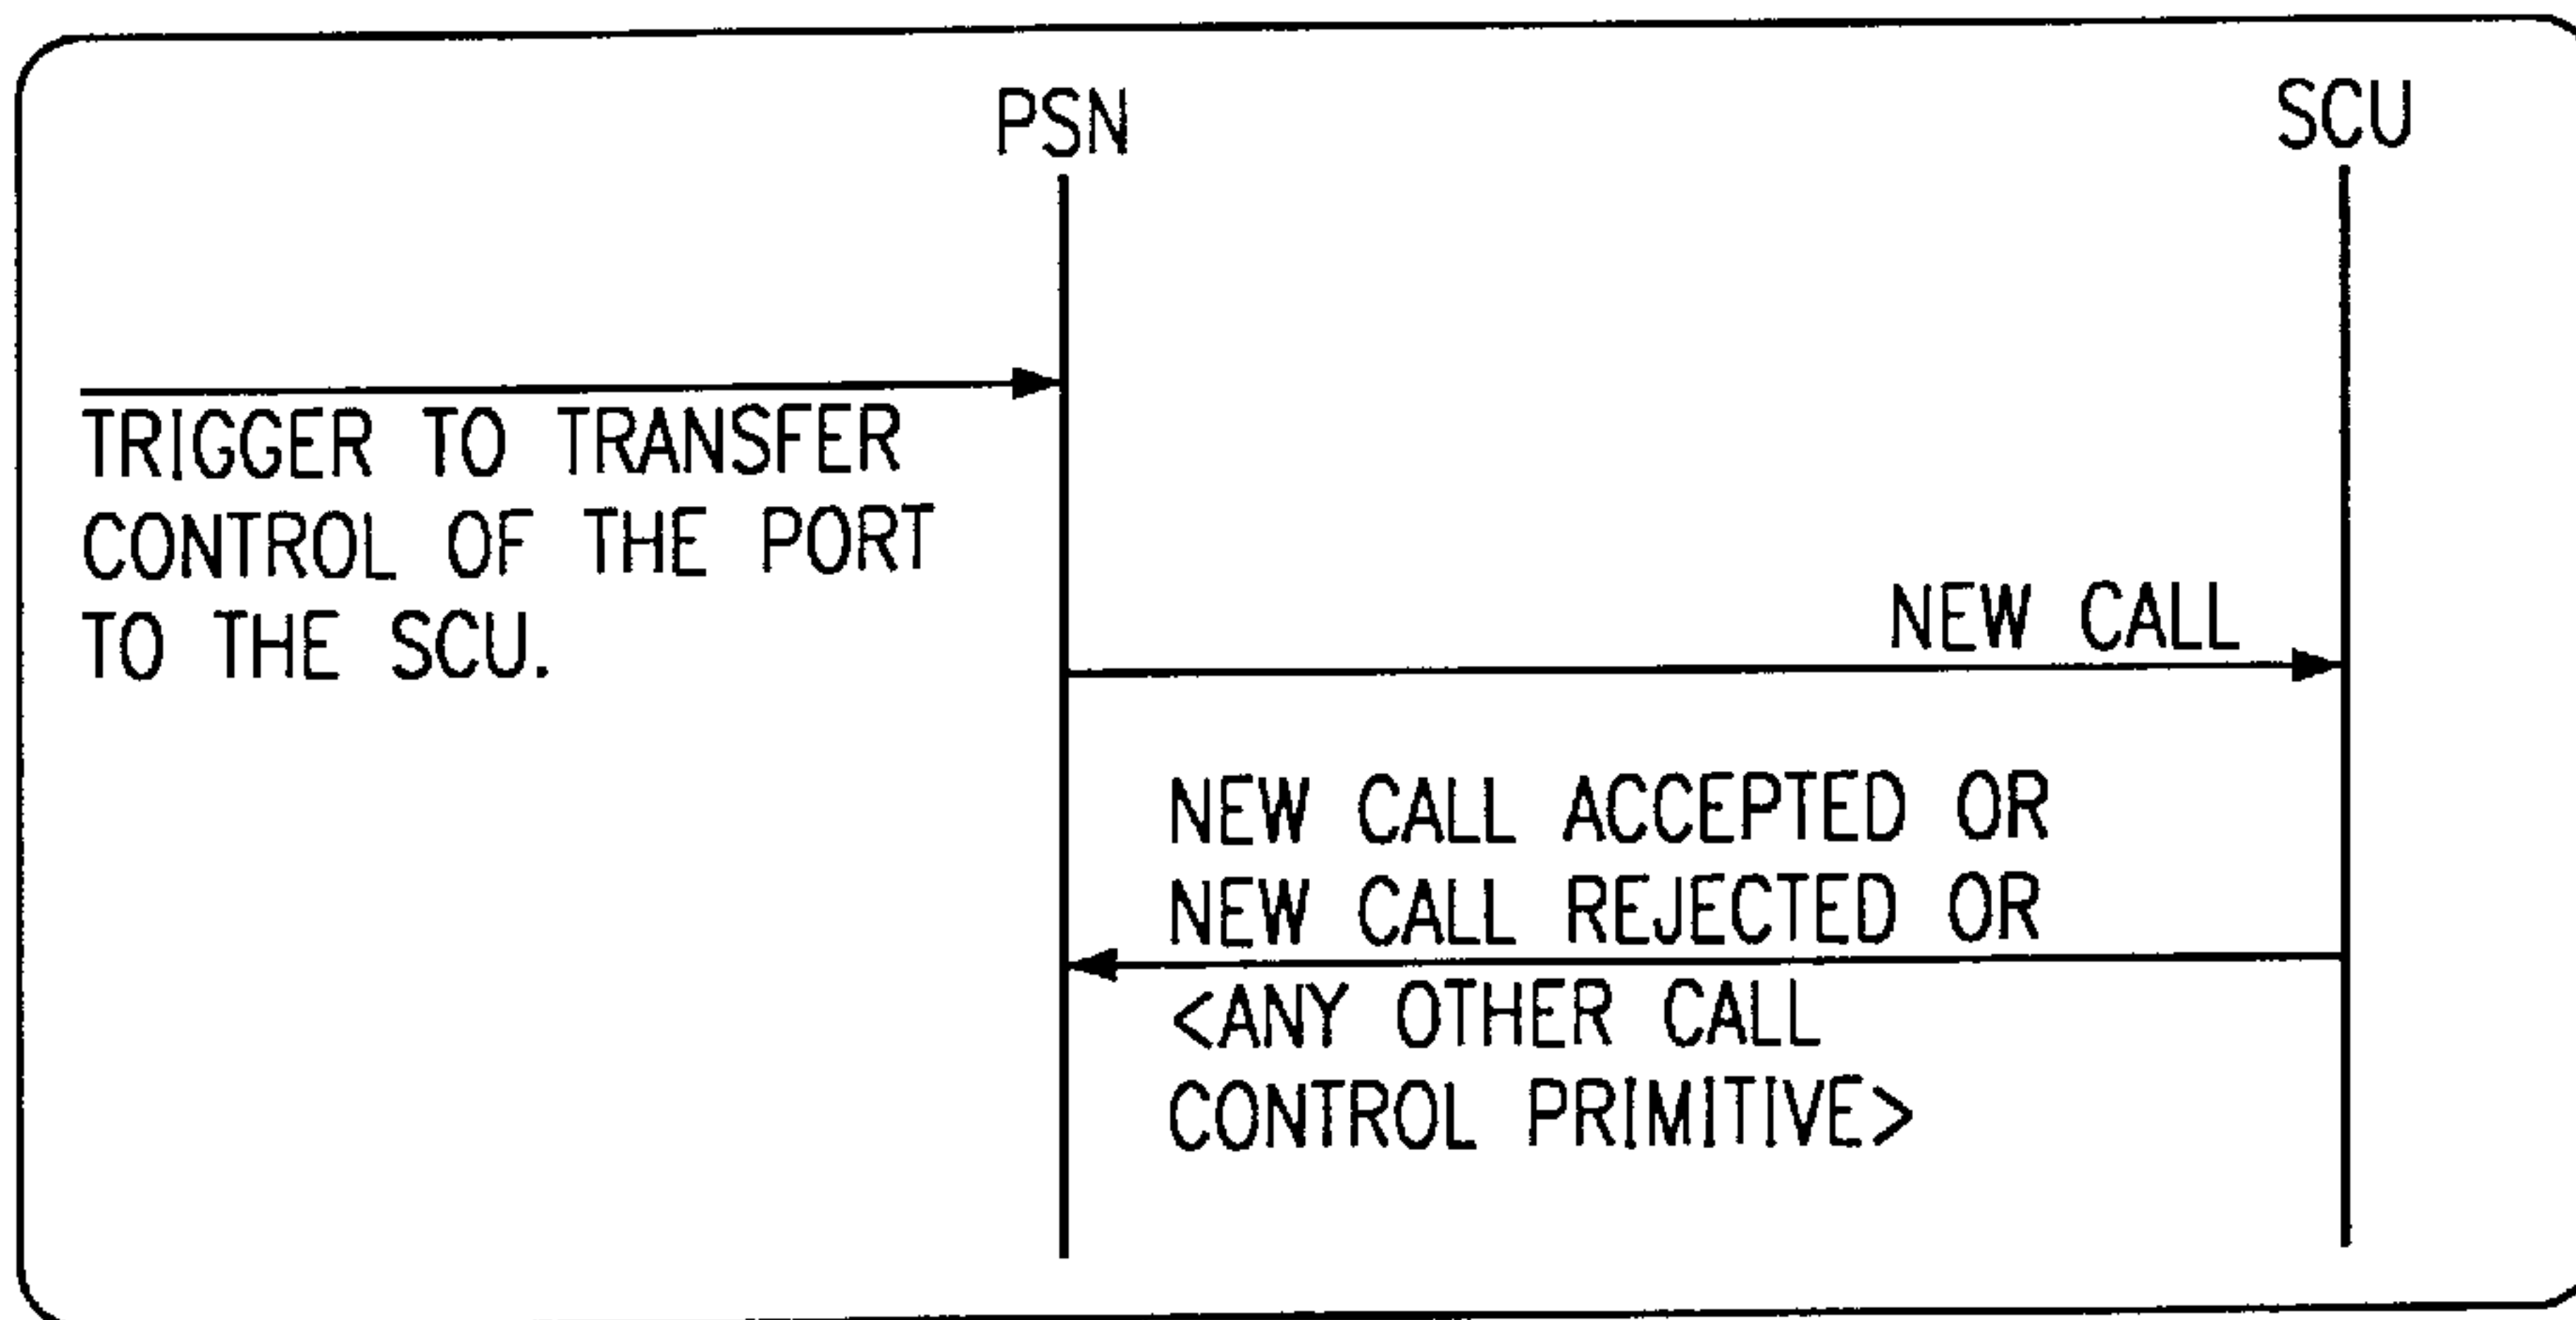 PSN
SCU
TRIGGER TO TRANSFER
CONTROL OF THE PORT
TO THE SCU.
NEW CALL
NEW CALL ACCEPTED OR
NEW CALL REJECTED OR
<ANY OTHER CALL
CONTROL PRIMITIVE>